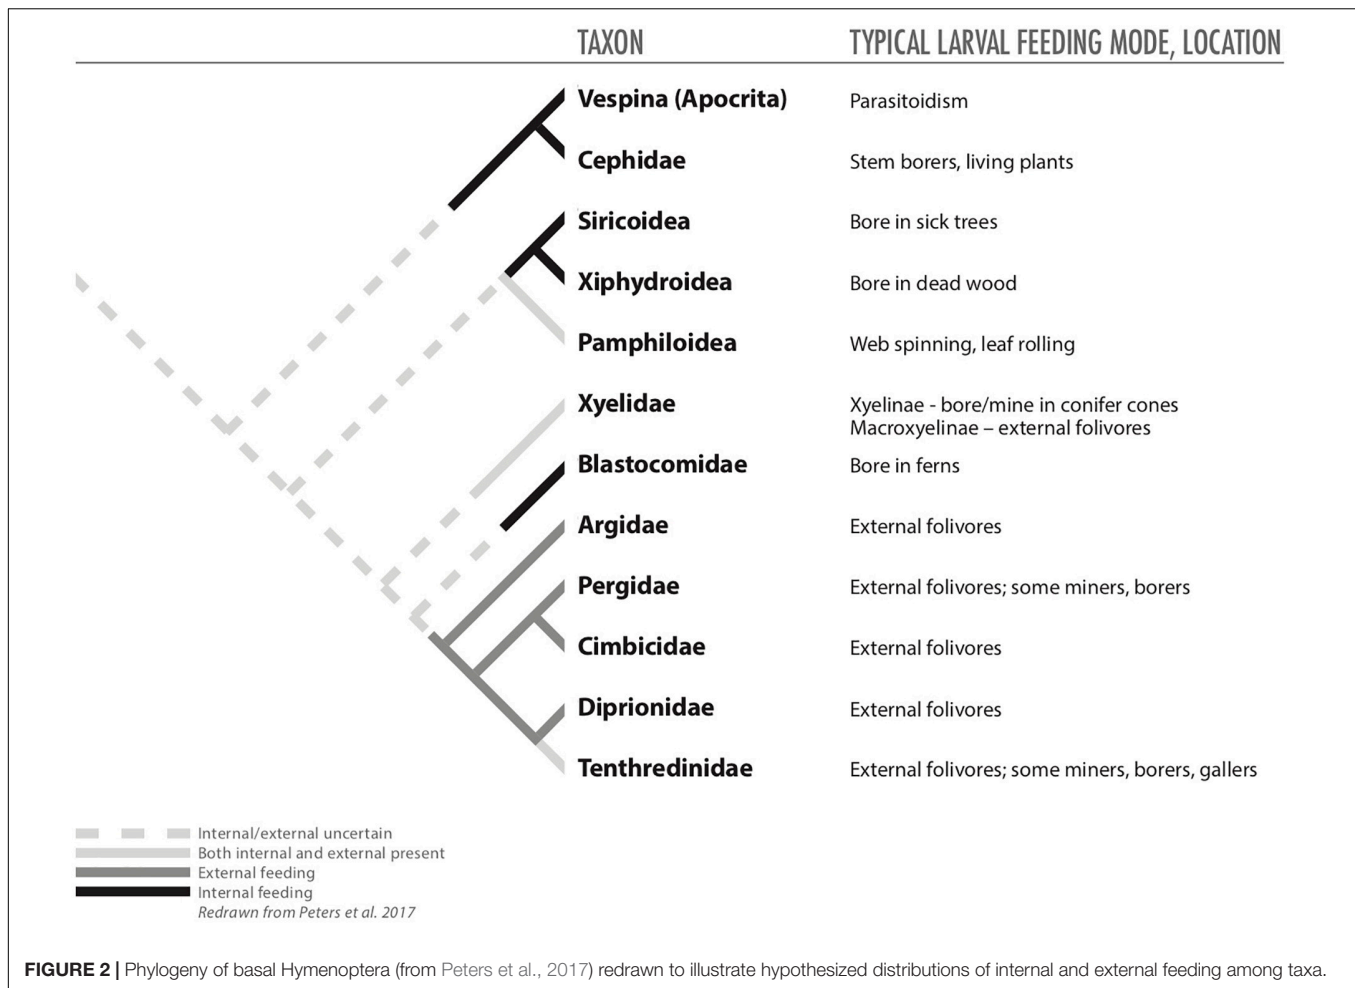 TAXON TYPICAL LARVAL FEEDING MODE, LOCATION
Vespina (Apocrita) Parasitoidism
Cephidae Stem borers, living plants
Siricoidea Bore in sick trees
Xiphydroidea Bore in dead wood
Pamphiloidea Web spinning, leaf rolling
Xyelidae Xyelinae - bore/mine in conifer cones
Macroxyelinae – external folivores
Blastocomidae Bore in ferns
Argidae External folivores
Pergidae External folivores; some miners, borers
Cimbicidae External folivores
Diprionidae External folivores
Tenthredinidae External folivores; some miners, borers, gallers
Internal/external uncertain
Both internal and external present
External feeding
Internal feeding
Redrawn from Peters et al. 2017
FIGURE 2 | Phylogeny of basal Hymenoptera (from Peters et al., 2017) redrawn to illustrate hypothesized distributions of internal and external feeding among taxa.